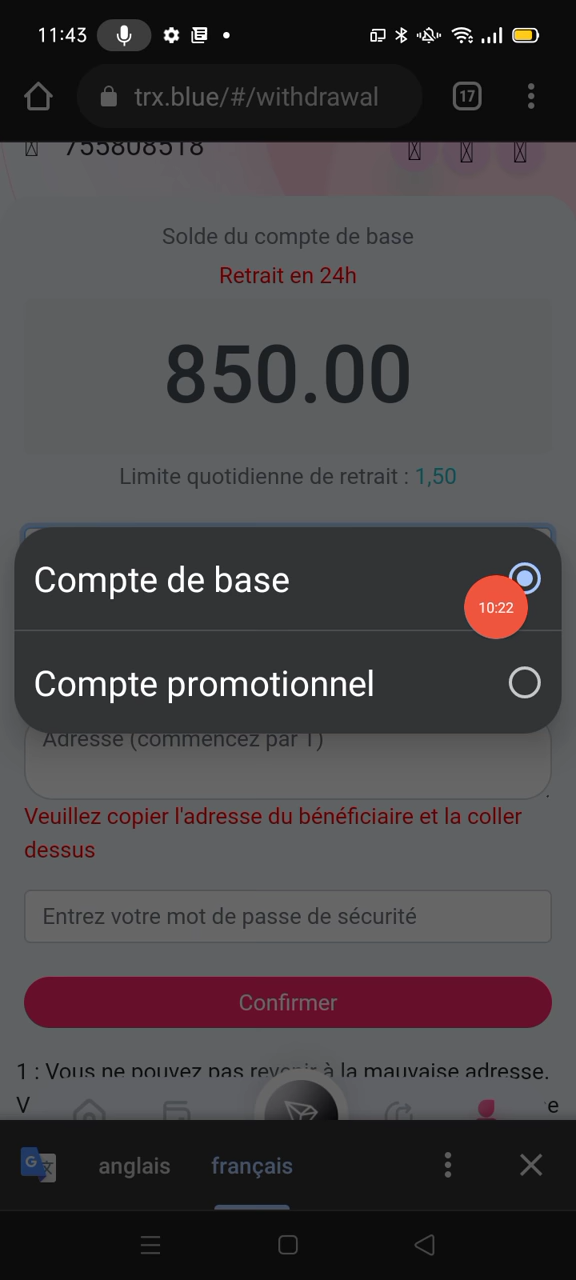 11:43
trx.blue/#/withdrawal
17
755808518
Solde du compte de base
Retrait en 24h
850.00
Limite quotidienne de retrait : 1,50
Compte de base
10:22
Compte promotionnel
Adresse (commencez par T)
Veuillez copier l'adresse du bénéficiaire et la coller
dessus
Entrez votre mot de passe de sécurité
Confirmer
1 : Vous ne pouvez pas revenir à la mauvaise adresse.
V
e
anglais
français